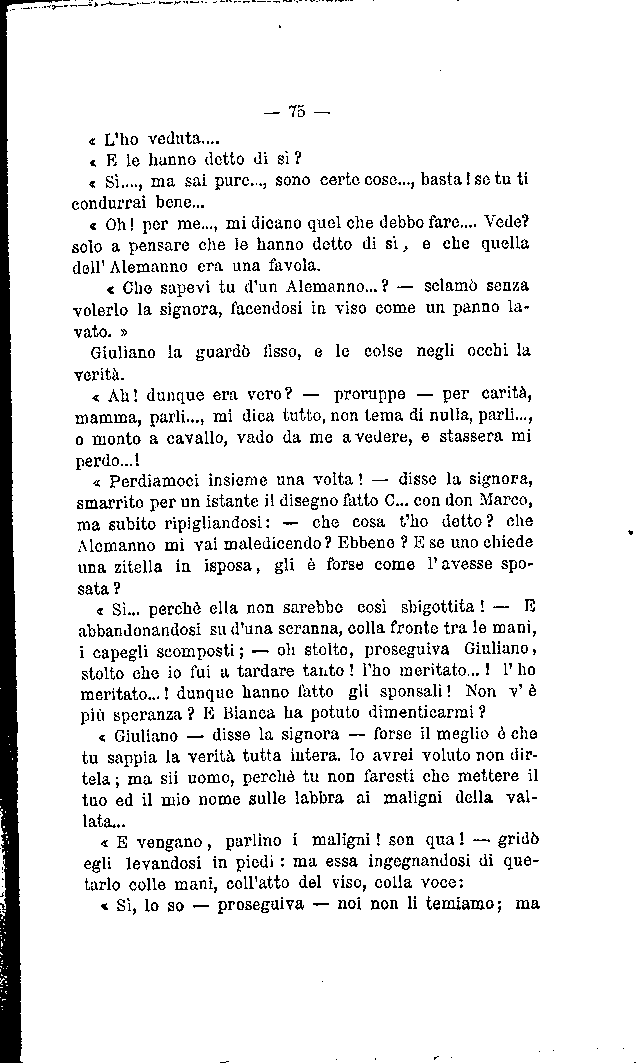 — 75 —
« L'ho veduta....
« E le hanno detto di sì?
« Sì...., ma sai pure..., sono certe cose..., basta! se tu ti
condurrai bene...
« Oh! per me..., mi dicano quel che debbo fare.... Vede?
solo a pensare che le hanno detto di sì, e che quella
dell'Alemanno era una favola.
« Che sapevi tu d'un Alemanno...? — sclamò senza
volerlo la signora, facendosi in viso come un panno la-
vato. »
Giuliano la guardò fisso, e le colse negli occhi la
verità.
« Ah! dunque era vero? — proruppe — per carità,
mamma, parli..., mi dica tutto, non tema di nulla, parli...,
o monto a cavallo, vado da me a vedere, e stassera mi
perdo...!
« Perdiamoci insieme una volta! — disse la signora,
smarrito per un istante il disegno fatto C... con don Marco,
ma subito ripigliandosi: — che cosa t'ho detto? che
Alemanno mi vai maledicendo? Ebbene? E se uno chiede
una zitella in isposa, gli è forse come l'avesse spo-
sata?
« Si... perchè ella non sarebbe così sbigottita! — E
abbandonandosi su d'una scranna, colla fronte tra le mani,
i capegli scomposti; — oh stolto, proseguiva Giuliano,
stolto che io fui a tardare tanto! l'ho meritato...! l'ho
meritato...! dunque hanno fatto gli sponsali! Non v'è
più speranza? E Bianca ha potuto dimenticarmi?
« Giuliano — disse la signora — forse il meglio è che
tu sappia la verità tutta intera. Io avrei voluto non dir-
tela; ma sii uomo, perchè tu non faresti che mettere il
tuo ed il mio nome sulle labbra ai maligni della val-
lata...
« E vengano, parlino i maligni! son qua! — gridò
egli levandosi in piedi: ma essa ingegnandosi di que-
tarlo colle mani, coll'atto del viso, colla voce:
« Sì, lo so — proseguiva — noi non li temiamo; ma